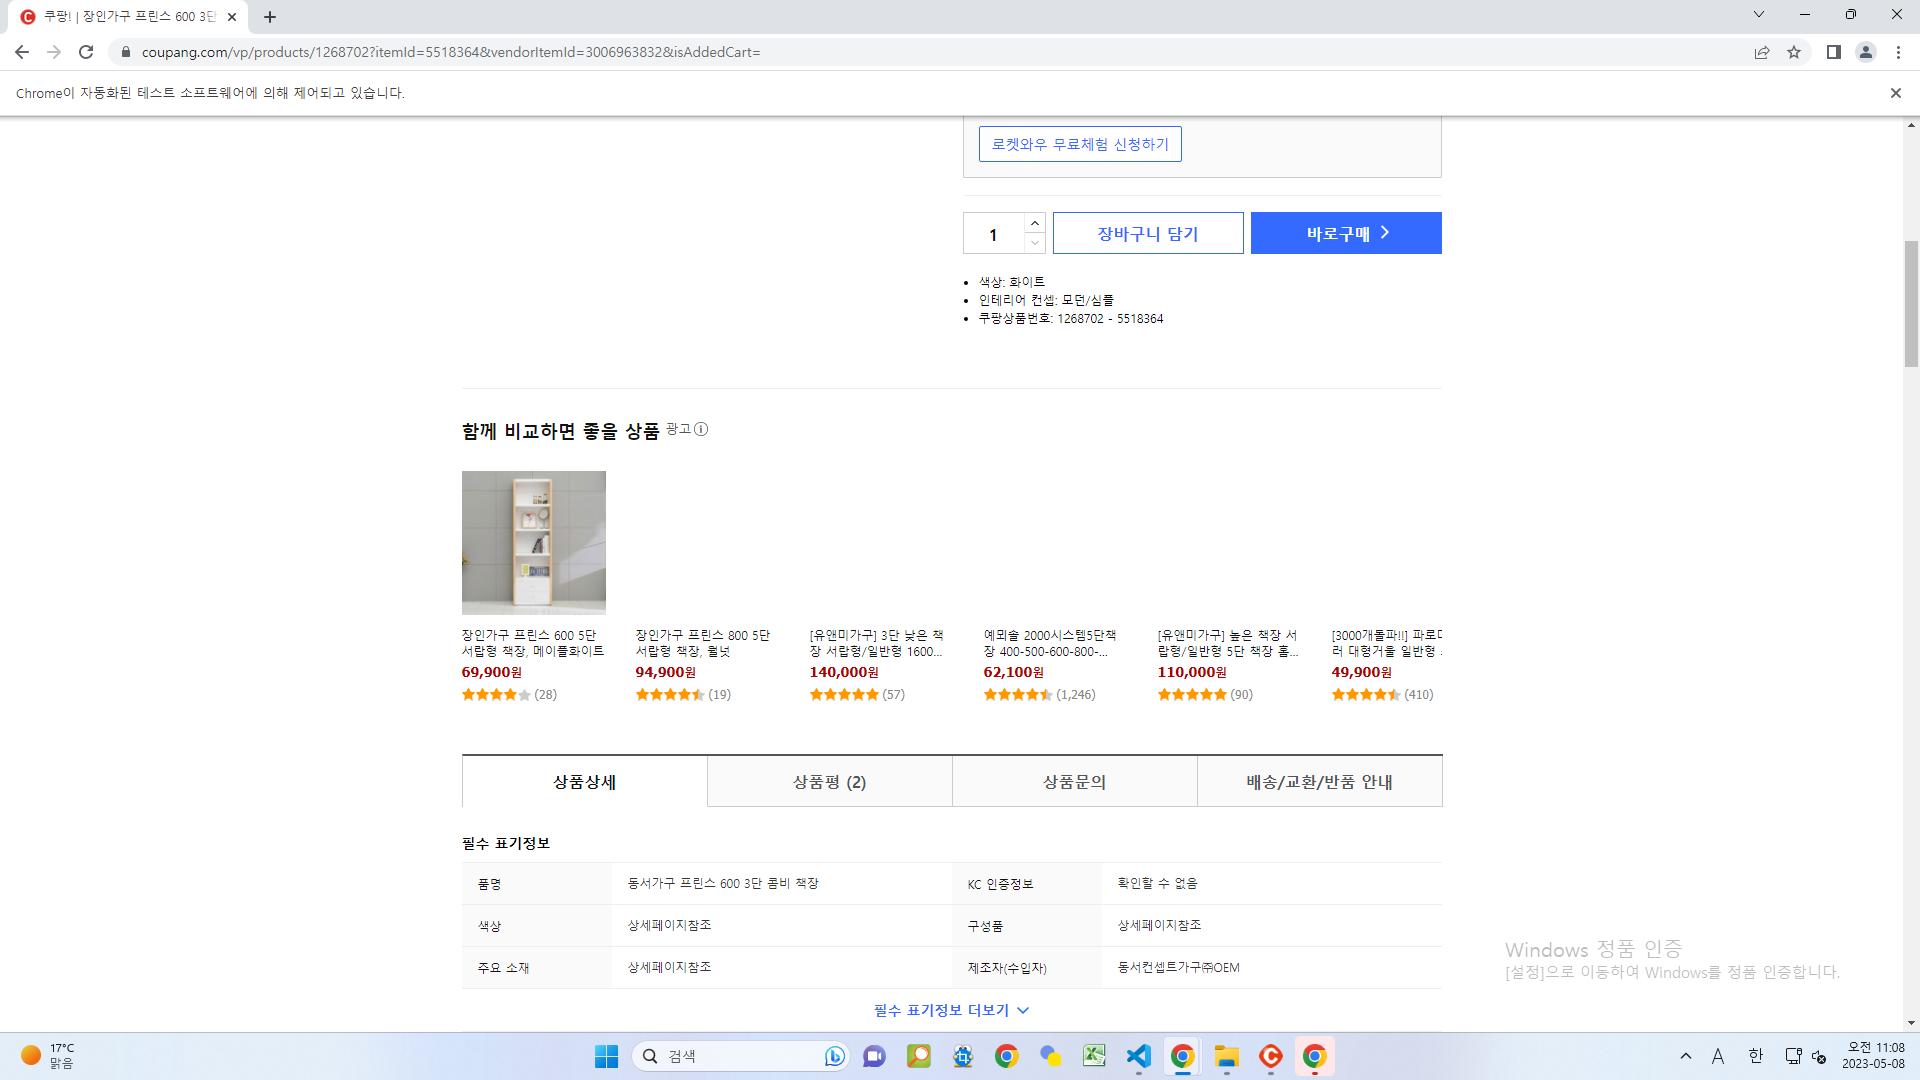 쿠팡! | 장인가구 프린스 600 3단
coupang.com/vp/products/1268702?itemId=5518364&vendorItemId=3006963832&isAddedCart=
Chrome이 자동화된 테스트 소프트웨어에 의해 제어되고 있습니다.
로켓와우 무료체험 신청하기
1
장바구니 담기
바로구매
색상: 화이트
인테리어 컨셉: 모던/심플
쿠팡상품번호: 1268702 - 5518364
함께 비교하면 좋을 상품 광고
장인가구 프린스 600 5단
서랍형 책장, 메이플화이트
69,900원
(28)
장인가구 프린스 800 5단
서랍형 책장, 월넛
94,900원
(19)
[유앤미가구] 3단 낮은 책
장 서랍형/일반형 1600...
140,000원
(57)
예뫼솔 2000시스템5단책
장 400-500-600-800-...
62,100원
(1,246)
[유앤미가구] 높은 책장 서
랍형/일반형 5단 책장 홈...
110,000원
(90)
[3000개돌파!!] 파로마
러 대형거울 일반형
49,900원
(410)
상품상세
상품평 (2)
상품문의
배송/교환/반품 안내
필수 표기정보
품명 동서가구 프린스 600 3단 콤비 책장 KC 인증정보 확인할 수 없음
색상 상세페이지참조 구성품 상세페이지참조
주요 소재 상세페이지참조 제조자(수입자) 동서컨셉트가구㈜OEM
필수 표기정보 더보기
Windows 정품 인증
[설정]으로 이동하여 Windows를 정품 인증합니다.
17°C
맑음
검색
A
한
오전 11:08
2023-05-08